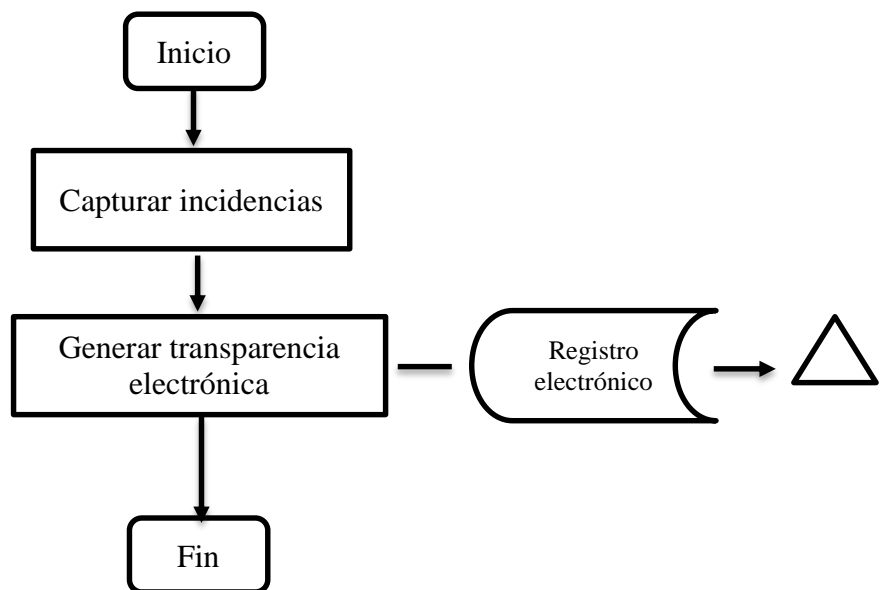 Inicio
Capturar incidencias
Generar transparencia
electrónica
Registro
electrónico
Fin